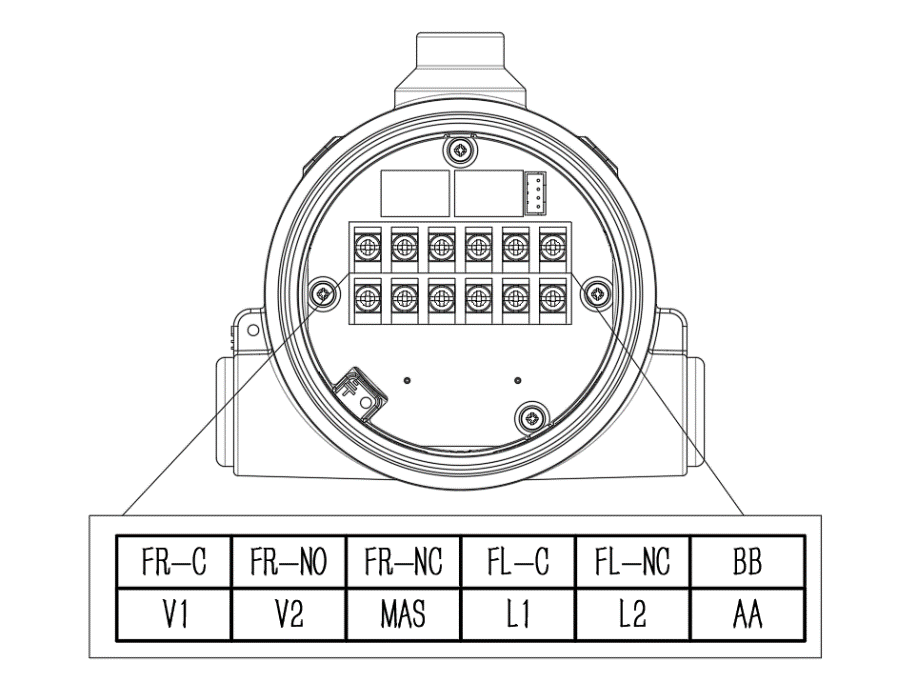 FR-C FR-NO FR-NC FL-C FL-NC BB
V1 V2 MAS L1 L2 AA